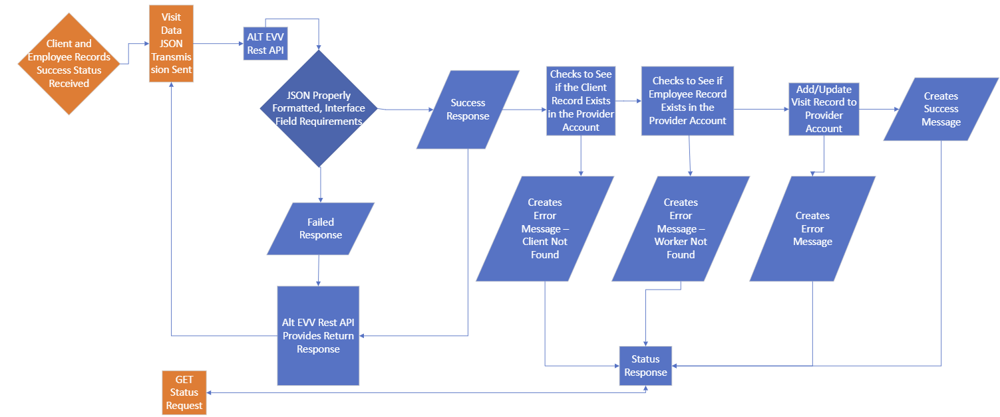 Client and
Employee Records
Success Status
Received
Visit
Data
JSON
Transmis
sion Sent
ALT EVV
Rest API
JSON Properly
Formatted, Interface
Field Requirements
Success
Response
Checks to See
if the Client
Record Exists
in the Provider
Account
Checks to See if
Employee Record
Exists in the
Provider Account
Add/Update
Visit Record to
Provider
Account
Creates
Success
Message
Failed
Response
Creates
Error
Message –
Client Not
Found
Creates
Error
Message –
Worker Not
Found
Creates
Error
Message
Alt EVV Rest API
Provides Return
Response
Status
Response
GET
Status
Request